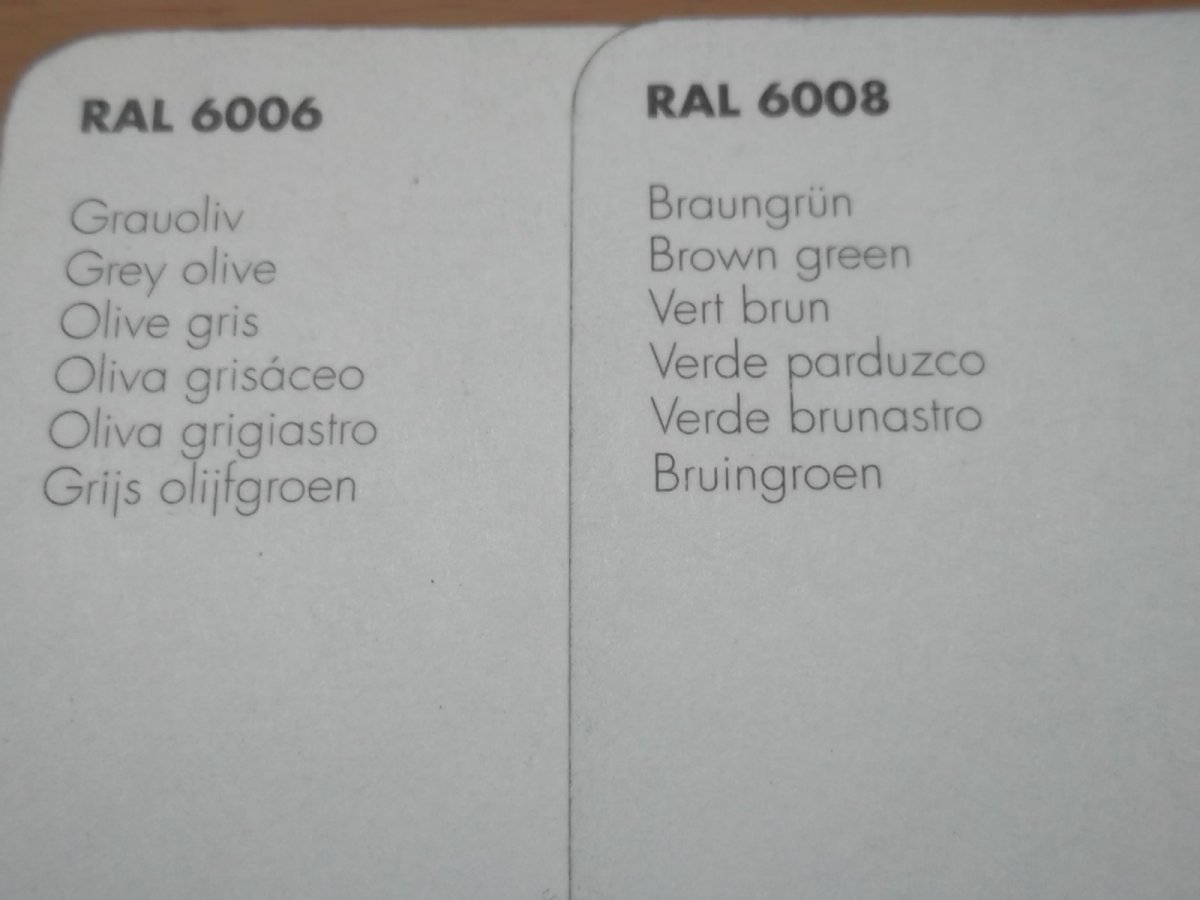 RAL 6006
Grauoliv
Grey olive
Olive gris
Oliva grisáceo
Oliva grigiastro
Grijs olijfgroen
RAL 6008
Braungrün
Brown green
Vert brun
Verde parduzco
Verde brunastro
Bruingroen